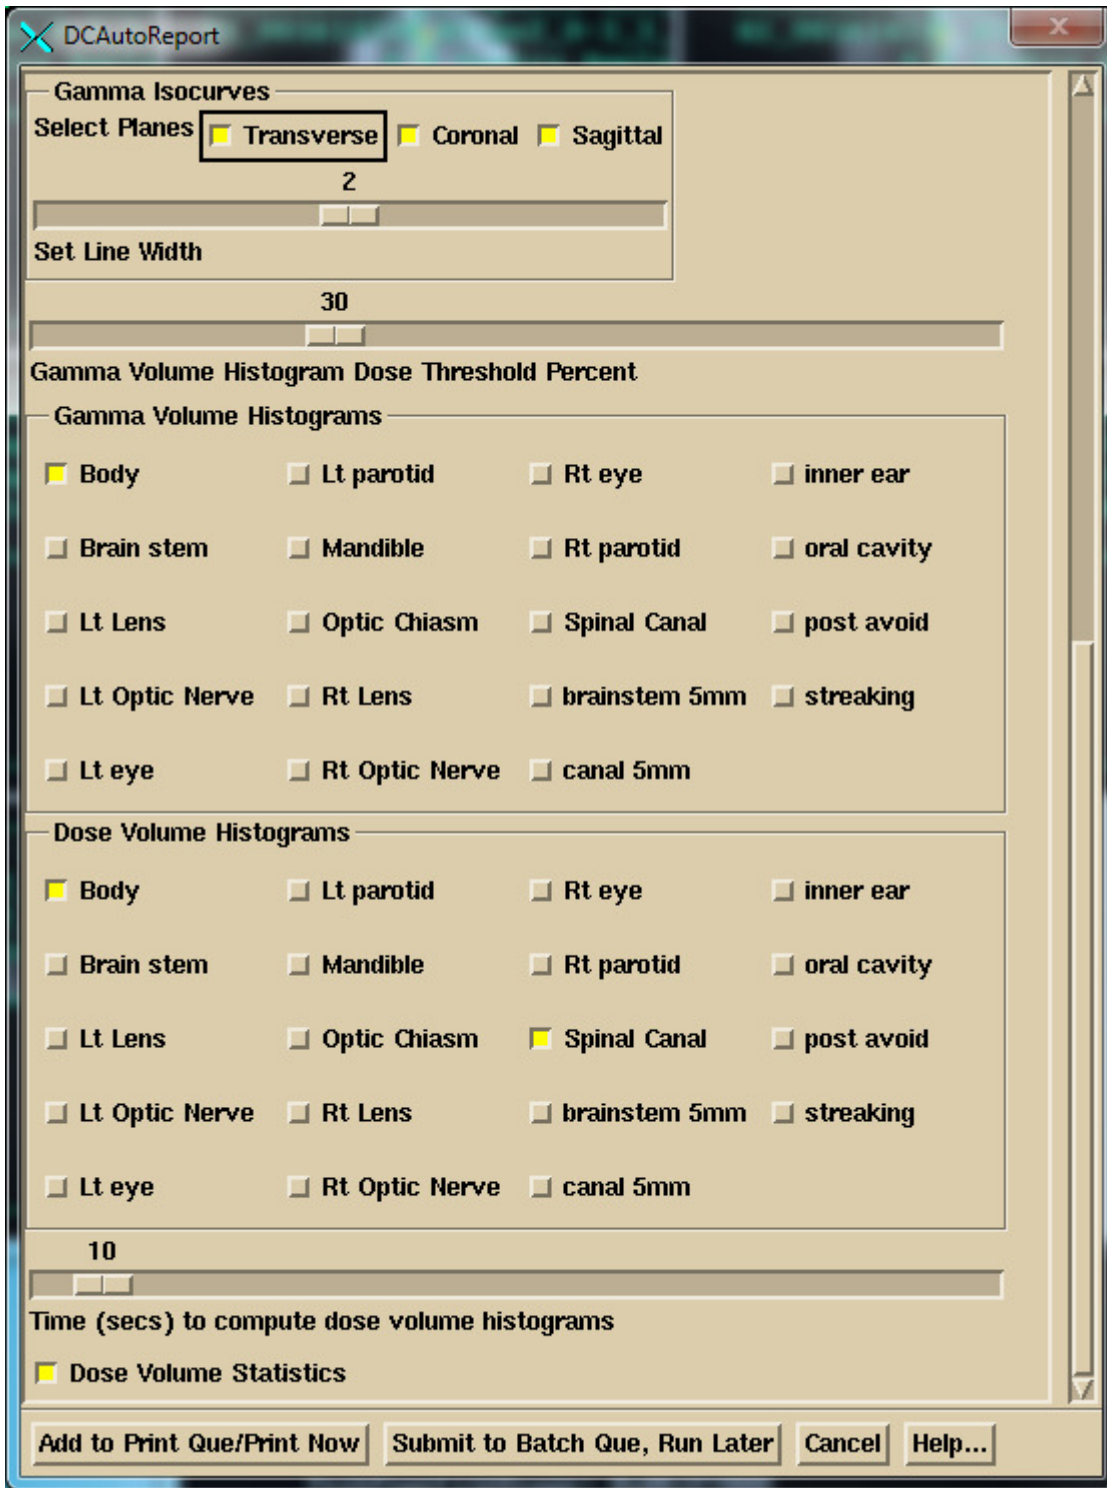 DCAutoReport
Gamma Isocurves
Select Planes Transverse Coronal Sagittal
2
Set Line Width
30
Gamma Volume Histogram Dose Threshold Percent
Gamma Volume Histograms
Body Lt parotid Rt eye inner ear
Brain stem Mandible Rt parotid oral cavity
Lt Lens Optic Chiasm Spinal Canal post avoid
Lt Optic Nerve Rt Lens brainstem 5mm streaking
Lt eye Rt Optic Nerve canal 5mm
Dose Volume Histograms
Body Lt parotid Rt eye inner ear
Brain stem Mandible Rt parotid oral cavity
Lt Lens Optic Chiasm Spinal Canal post avoid
Lt Optic Nerve Rt Lens brainstem 5mm streaking
Lt eye Rt Optic Nerve canal 5mm
10
Time (secs) to compute dose volume histograms
Dose Volume Statistics
Add to Print Que/Print Now Submit to Batch Que, Run Later Cancel Help...